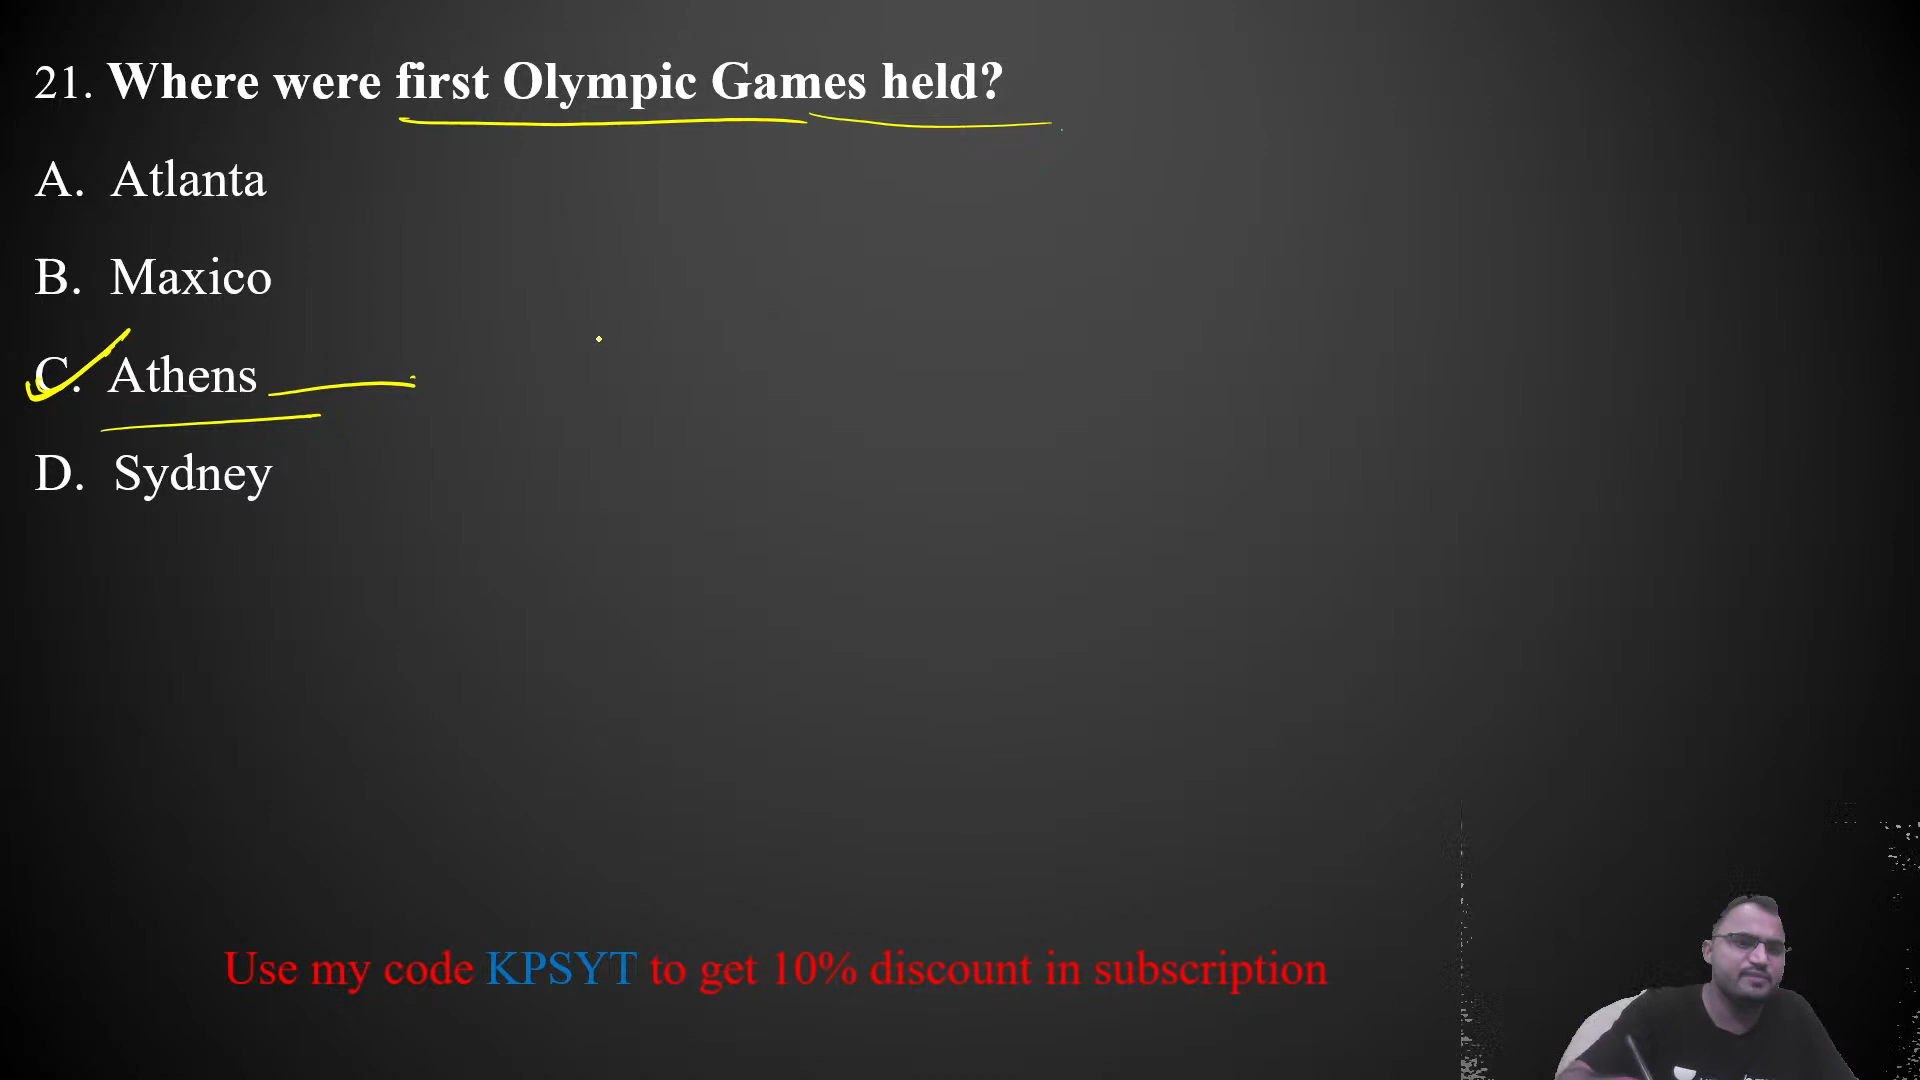 21. Where were first Olympic Games held?
A. Atlanta
B. Maxico
C. Athens
D. Sydney
Use my code KPSYT to get 10% discount in subscription